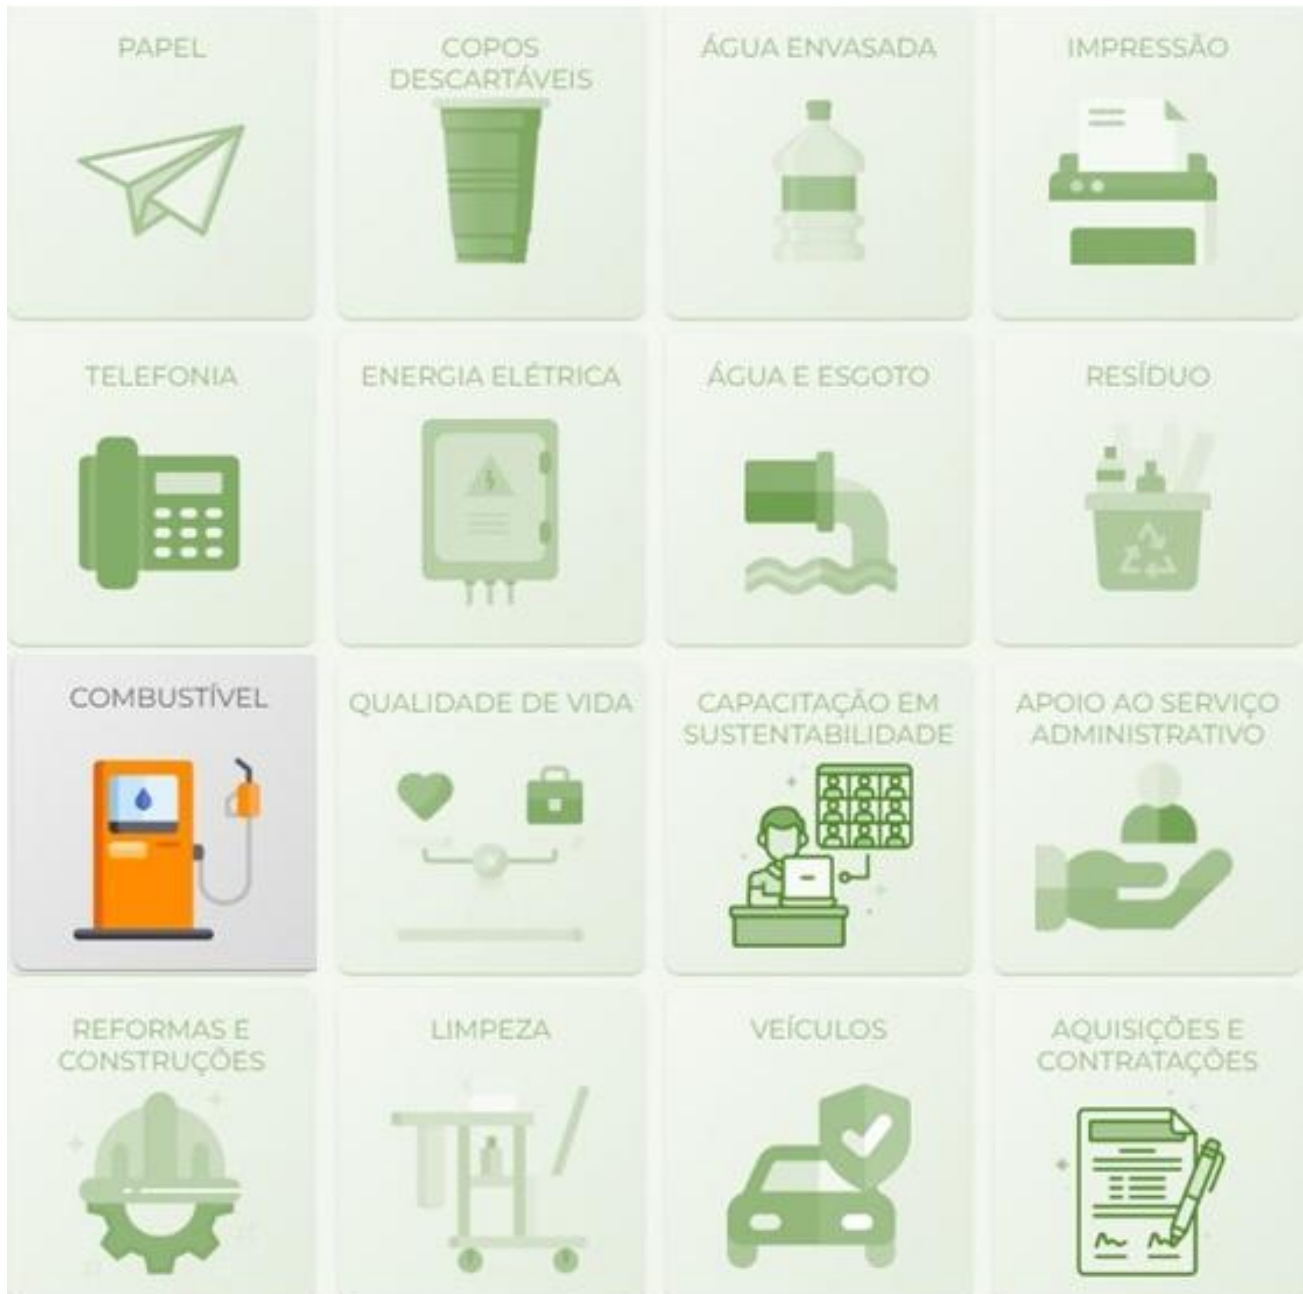 PAPEL
COPOS
DESCARTÁVEIS
ÁGUA ENVASADA
IMPRESSÃO
TELEFONIA
ENERGIA ELÉTRICA
ÁGUA E ESGOTO
RESÍDUO
COMBUSTÍVEL
QUALIDADE DE VIDA
CAPACITAÇÃO EM
SUSTENTABILIDADE
APOIO AO SERVIÇO
ADMINISTRATIVO
REFORMAS E
CONSTRUÇÕES
LIMPEZA
VEÍCULOS
AQUISIÇÕES E
CONTRATAÇÕES